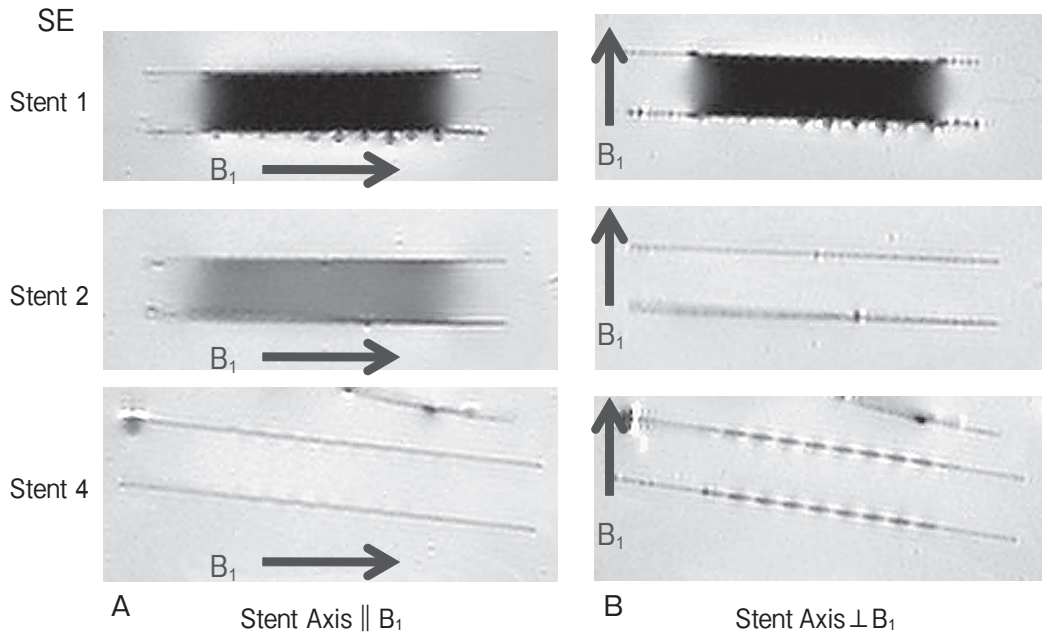 SE
Stent 1
B₁
B₁
Stent 2
B₁
B₁
Stent 4
B₁
B₁
A
Stent Axis ∥ B₁
B
Stent Axis ⊥ B₁